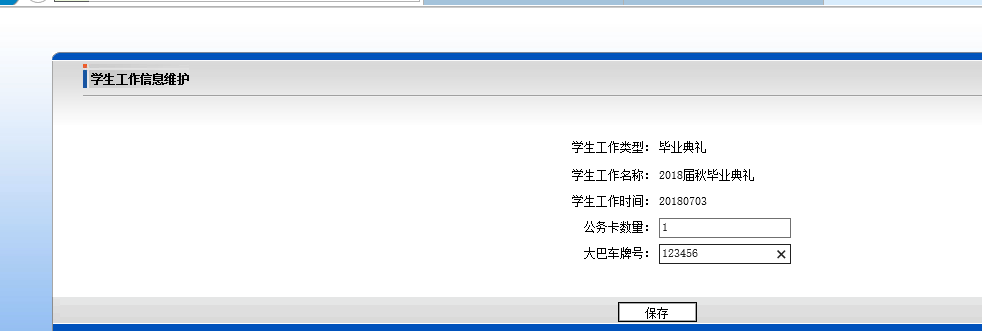 学生工作信息维护
学生工作类型： 毕业典礼
学生工作名称： 2018届秋毕业典礼
学生工作时间： 20180703
公务卡数量： 1
大巴车牌号： 123456
保存